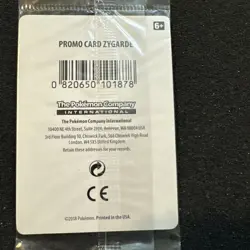 6+
PROMO CARD ZYGARDE
0 820650 101878
The Pokémon Company
INTERNATIONAL
The Pokémon Company International
10400 NE 4th Street, Suite 2800, Bellevue, WA 98004 USA
3rd Floor Building 10, Chiswick Park, 566 Chiswick High Road
London, W4 5XS United Kingdom.
Please retain these addresses for your records.
CE
©2018 Pokémon. Printed in the USA.